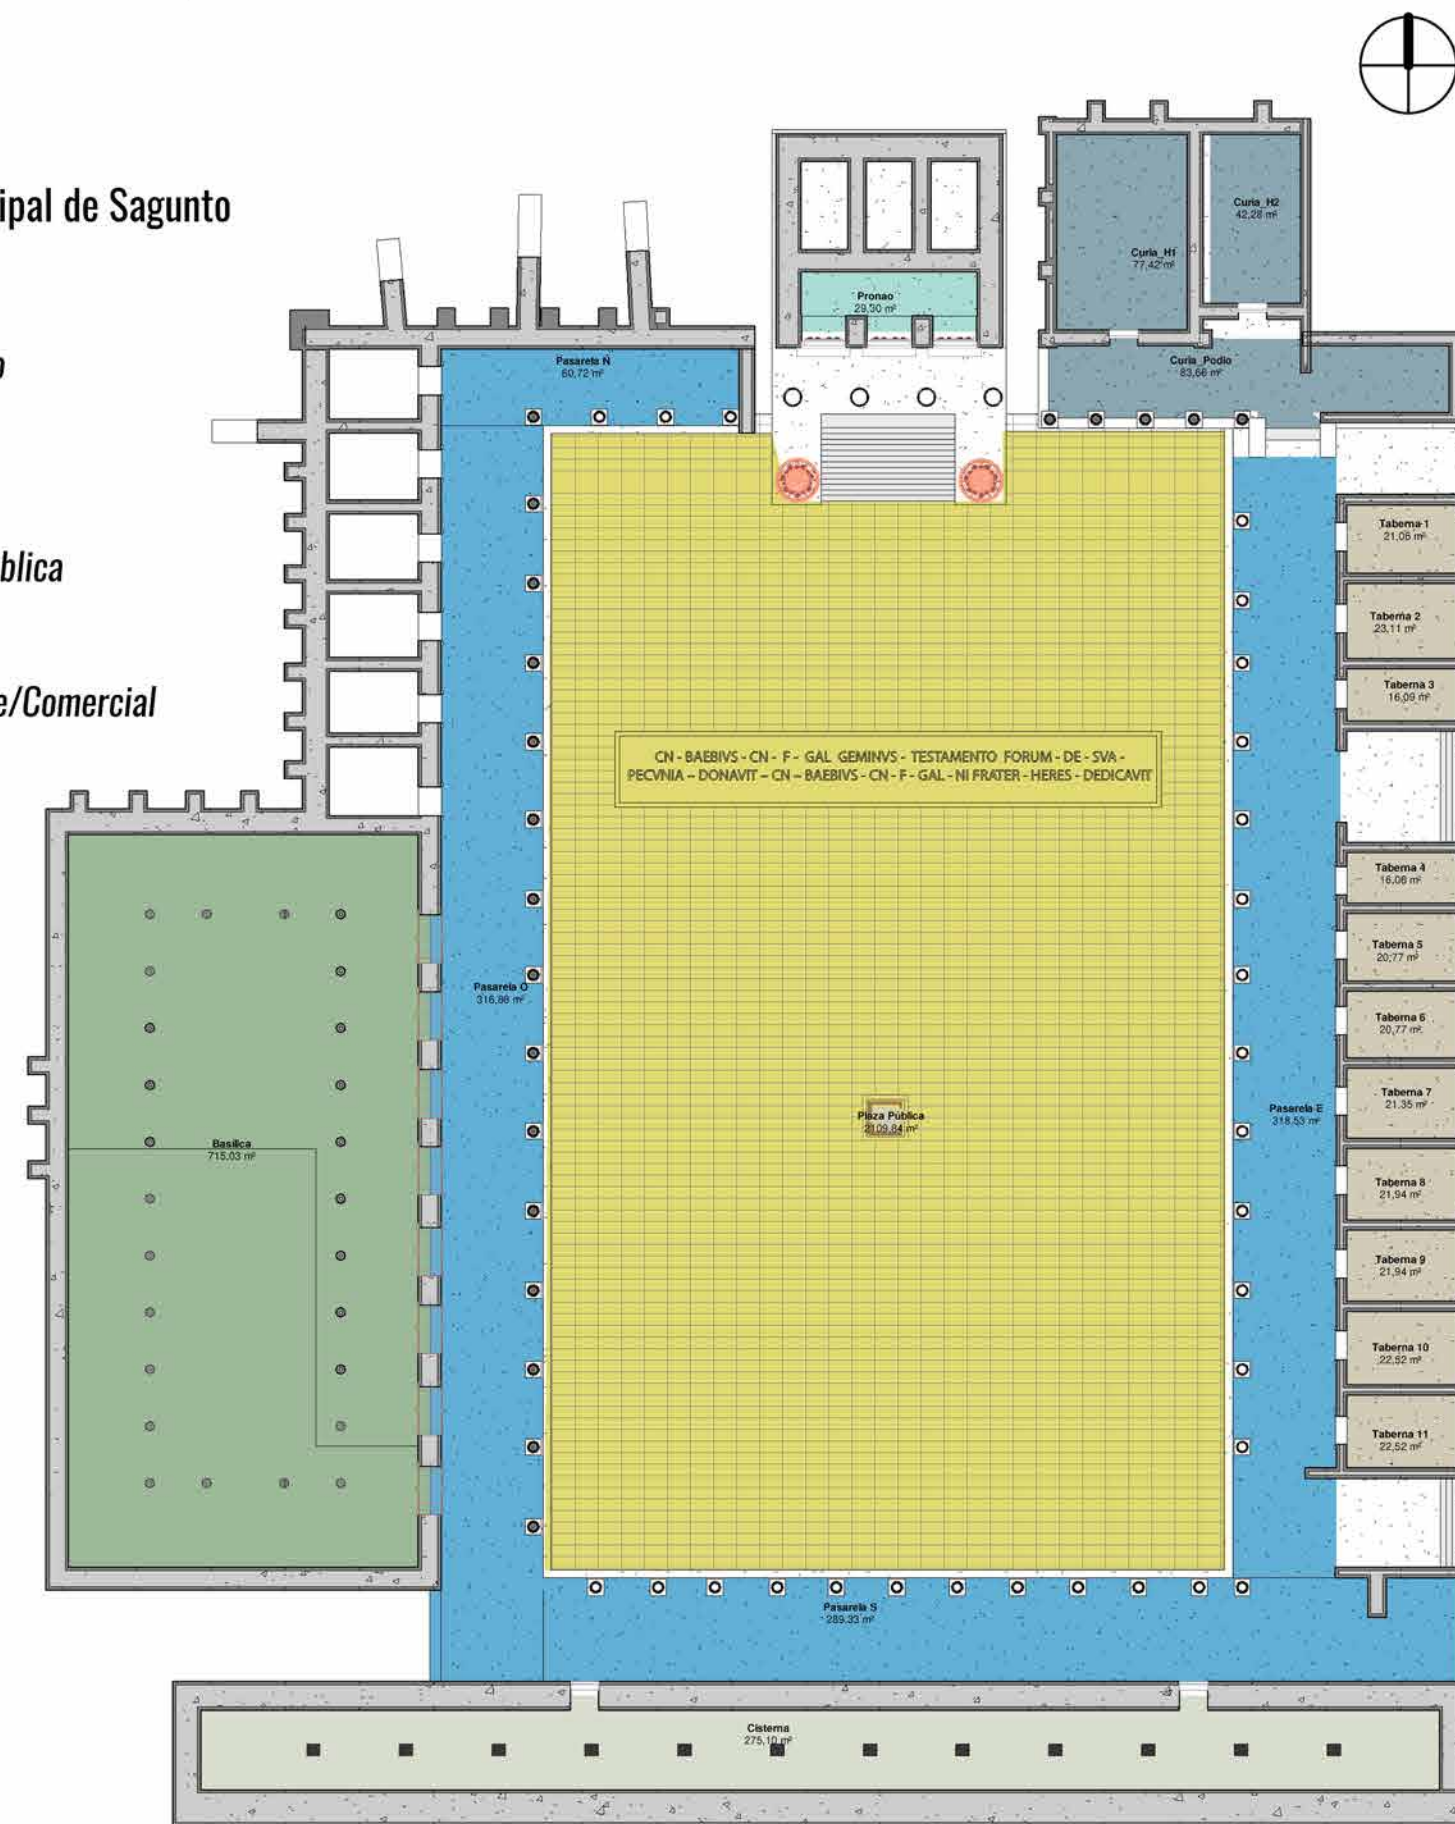 ipal de Sagunto
o
blica
e/Comercial
Curia_H2
42,28 m²
Curia_H1
77,42 m²
Pronao
29,30 m²
Pasarela N
60,72 m²
Curia_Podio
83,66 m²
Taberna 1
21,06 m²
Taberna 2
23,11 m²
Taberna 3
16,09 m²
CN - BAEBIVS - CN - F - GAL GEMINVS - TESTAMENTO FORUM - DE - SVA -
PECVNIA – DONAVIT – CN – BAEBIVS - CN - F - GAL - NI FRATER - HERES - DEDICAVIT
Taberna 4
16,08 m²
Taberna 5
20,77 m²
Pasarela O
316,88 m²
Taberna 6
20,77 m²
Taberna 7
21,35 m²
Plaza Pública
2109,84 m²
Pasarela E
318,53 m²
Basílica
715,03 m²
Taberna 8
21,94 m²
Taberna 9
21,94 m²
Taberna 10
22,52 m²
Taberna 11
22,52 m²
Pasarela S
289,33 m²
Cisterna
275,10 m²